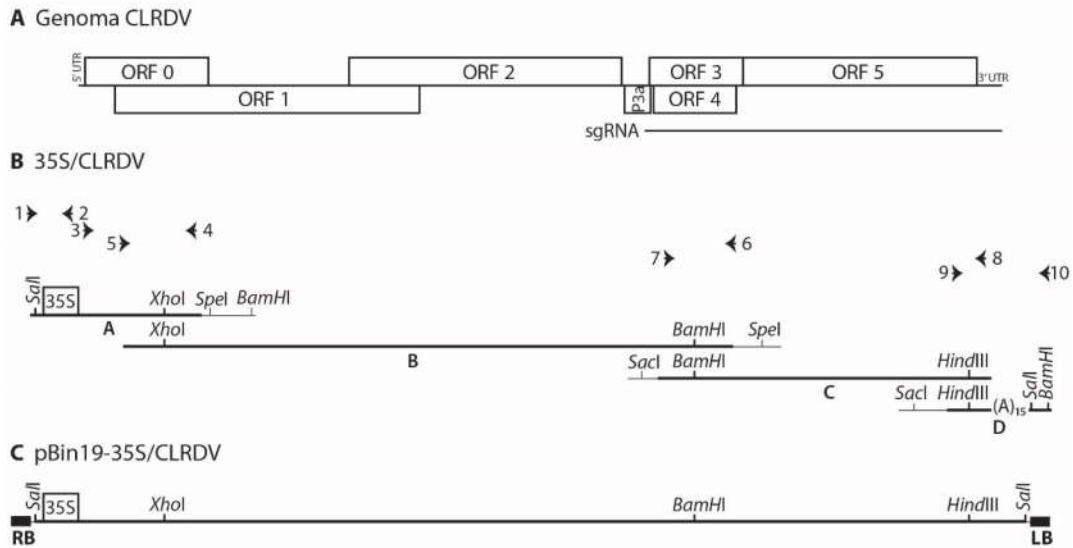 A Genoma CLRDV
5' UTR
ORF 0
ORF 2
ORF 3
ORF 5
3' UTR
ORF 1
P3a
ORF 4
sgRNA
B 35S/CLRDV
1 2
3 4
5 6
7 8
9 10
SalI 35S XhoI SpeI BamHI
A
XhoI BamHI SpeI
B
SacI BamHI HindIII
C
SacI HindIII (A)15 SalI BamHI
D
C pBin19-35S/CLRDV
SalI 35S XhoI BamHI HindIII SalI
RB LB